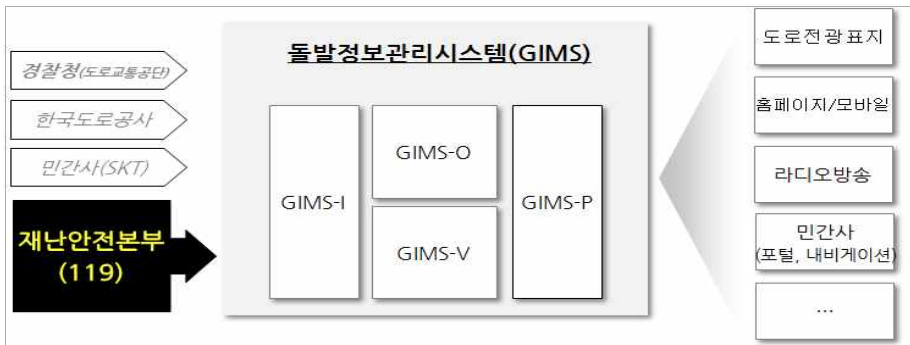 돌발정보관리시스템(GIMS)
경찰청(도로교통공단)
한국도로공사
민간사(SKT)
재난안전본부
(119)
GIMS-I
GIMS-O
GIMS-V
GIMS-P
도로전광표지
홈페이지/모바일
라디오방송
민간사
(포털, 내비게이션)
…